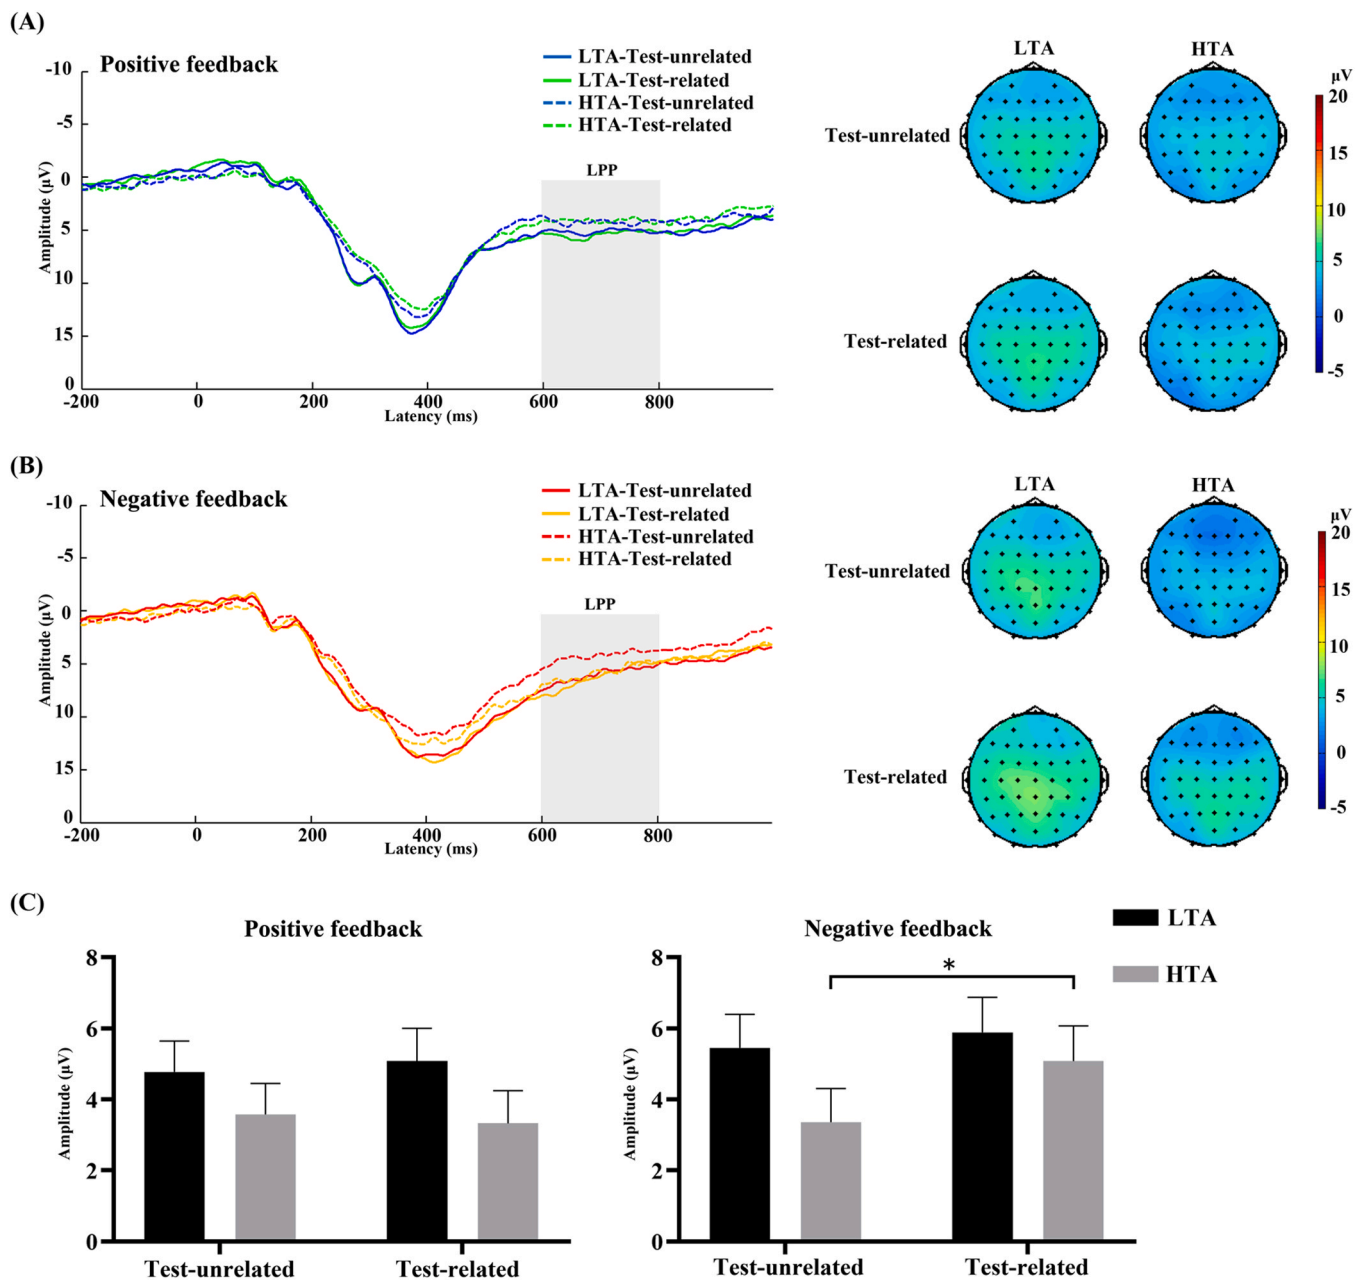 (A)
Positive feedback
LTA-Test-unrelated
LTA-Test-related
HTA-Test-unrelated
HTA-Test-related
-10
-5
0
5
10
15
0
Amplitude (μV)
LPP
-200
0
200
400
600
800
Latency (ms)
LTA
HTA
Test-unrelated
Test-related
μV
20
15
10
5
0
-5
(B)
Negative feedback
LTA-Test-unrelated
LTA-Test-related
HTA-Test-unrelated
HTA-Test-related
-10
-5
0
5
10
15
0
Amplitude (μV)
LPP
-200
0
200
400
600
800
Latency (ms)
LTA
HTA
Test-unrelated
Test-related
μV
20
15
10
5
0
-5
(C)
Positive feedback
8
6
4
2
0
Amplitude (μV)
Test-unrelated
Test-related
Negative feedback
8
6
4
2
0
Amplitude (μV)
*
Test-unrelated
Test-related
LTA
HTA